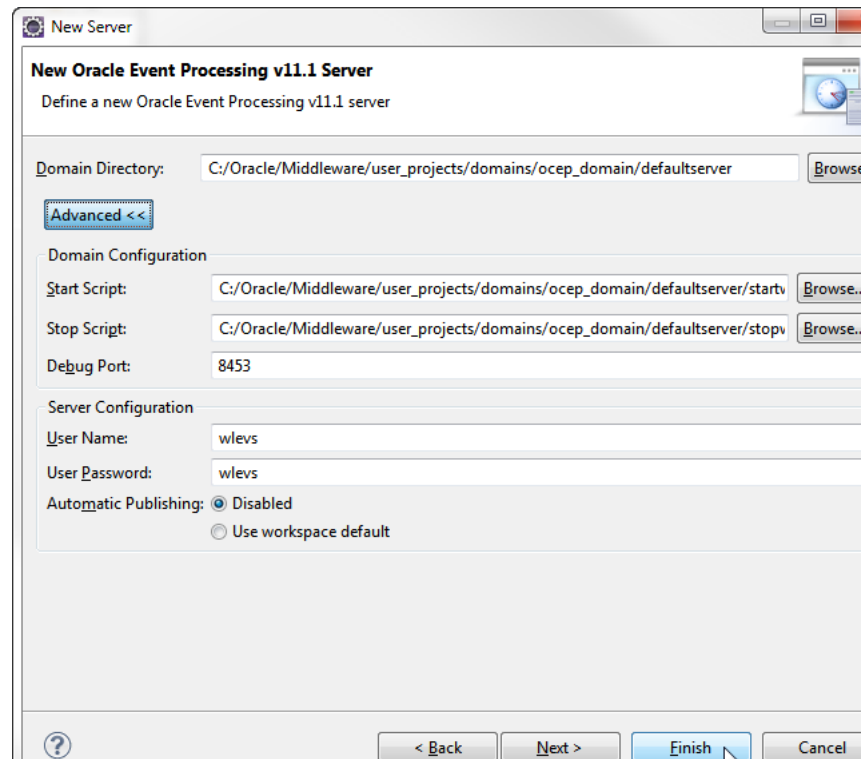 New Server
New Oracle Event Processing v11.1 Server
Define a new Oracle Event Processing v11.1 server
Domain Directory: C:/Oracle/Middleware/user_projects/domains/ocep_domain/defaultserver Browse
Advanced <<
Domain Configuration
Start Script: C:/Oracle/Middleware/user_projects/domains/ocep_domain/defaultserver/startw Browse..
Stop Script: C:/Oracle/Middleware/user_projects/domains/ocep_domain/defaultserver/stopw Browse..
Debug Port: 8453
Server Configuration
User Name: wlevs
User Password: wlevs
Automatic Publishing: Disabled
Use workspace default
? < Back Next > Finish Cancel